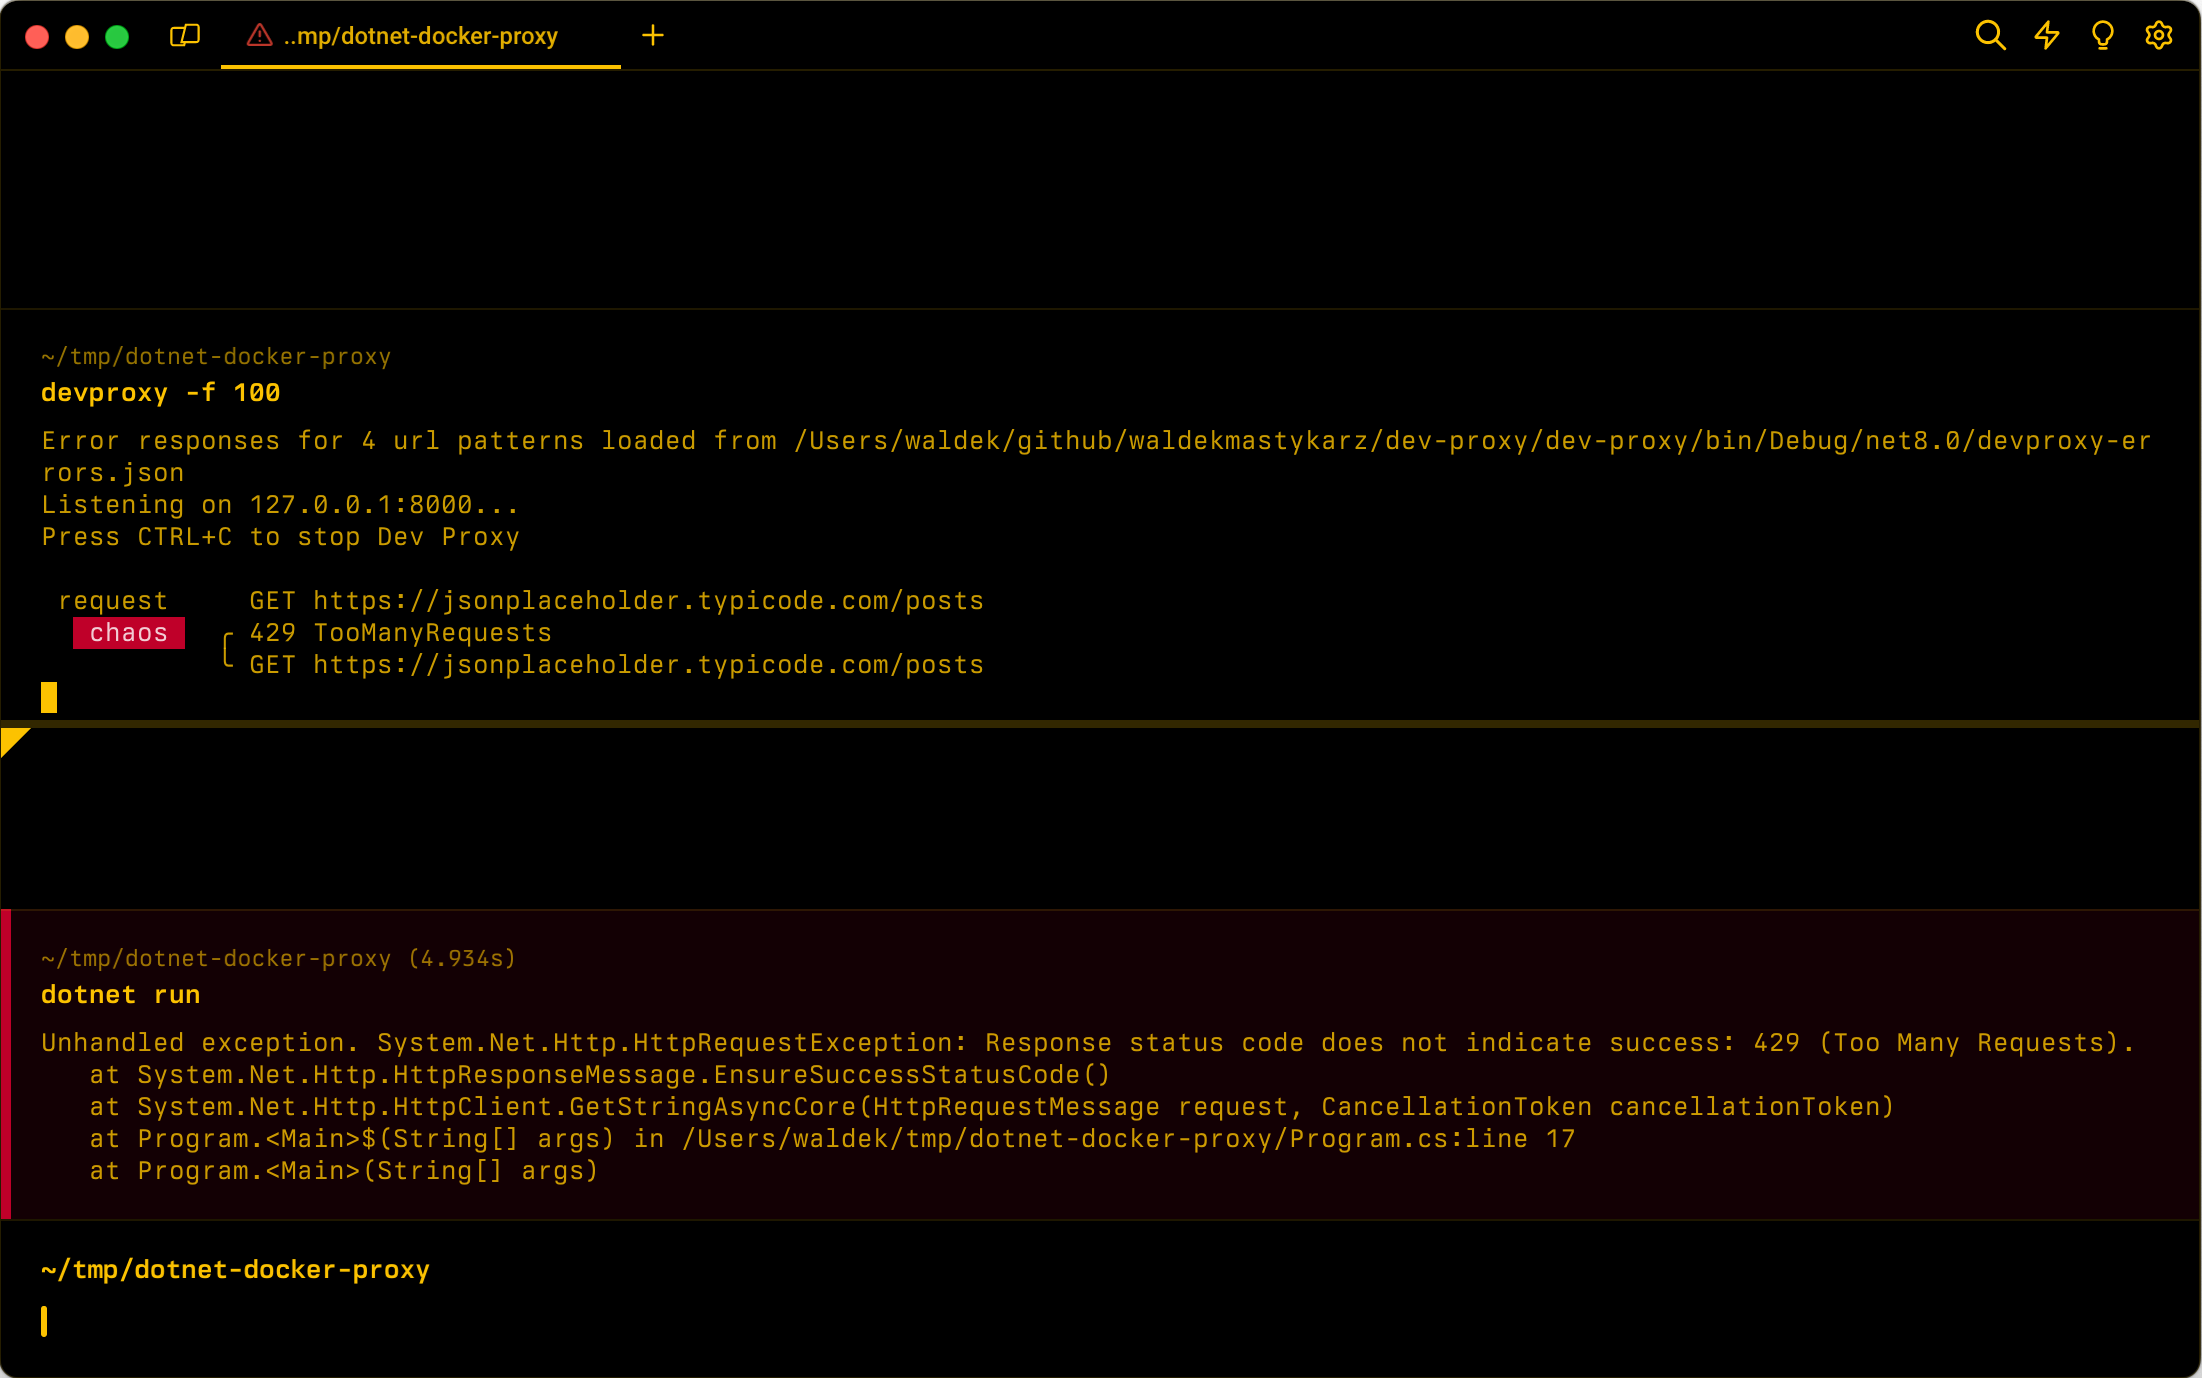 ..mp/dotnet-docker-proxy
~/tmp/dotnet-docker-proxy
devproxy -f 100
Error responses for 4 url patterns loaded from /Users/waldek/github/waldekmastykarz/dev-proxy/dev-proxy/bin/Debug/net8.0/devproxy-er
rors.json
Listening on 127.0.0.1:8000...
Press CTRL+C to stop Dev Proxy
request GET https://jsonplaceholder.typicode.com/posts
chaos 429 TooManyRequests
GET https://jsonplaceholder.typicode.com/posts
~/tmp/dotnet-docker-proxy (4.934s)
dotnet run
Unhandled exception. System.Net.Http.HttpRequestException: Response status code does not indicate success: 429 (Too Many Requests).
at System.Net.Http.HttpResponseMessage.EnsureSuccessStatusCode()
at System.Net.Http.HttpClient.GetStringAsyncCore(HttpRequestMessage request, CancellationToken cancellationToken)
at Program.<Main>$(String[] args) in /Users/waldek/tmp/dotnet-docker-proxy/Program.cs:line 17
at Program.<Main>(String[] args)
~/tmp/dotnet-docker-proxy